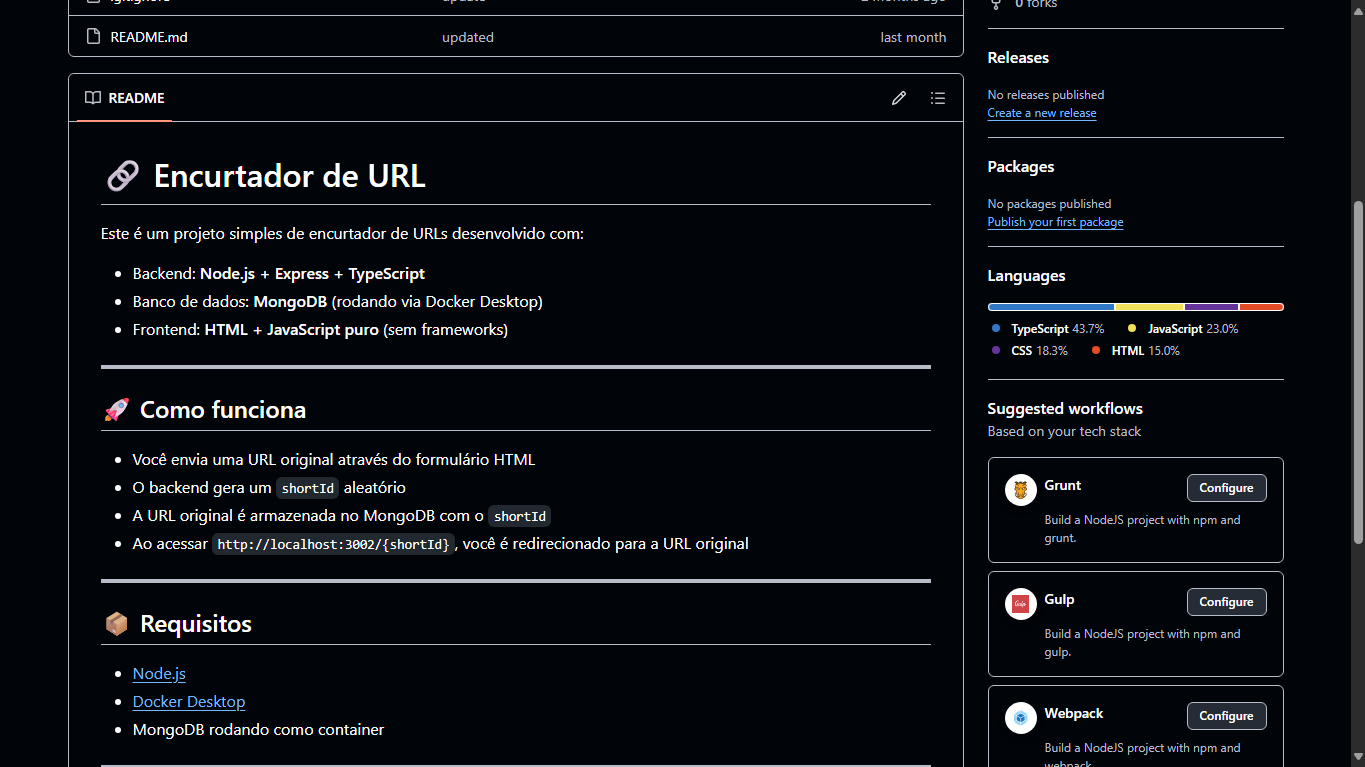 .gitignore updated 2 months ago
README.md updated last month
README
Encurtador de URL
Este é um projeto simples de encurtador de URLs desenvolvido com:
Backend: Node.js + Express + TypeScript
Banco de dados: MongoDB (rodando via Docker Desktop)
Frontend: HTML + JavaScript puro (sem frameworks)
Como funciona
Você envia uma URL original através do formulário HTML
O backend gera um shortId aleatório
A URL original é armazenada no MongoDB com o shortId
Ao acessar http://localhost:3002/{shortId}, você é redirecionado para a URL original
Requisitos
Node.js
Docker Desktop
MongoDB rodando como container
0 forks
Releases
No releases published
Create a new release
Packages
No packages published
Publish your first package
Languages
TypeScript 43.7% JavaScript 23.0%
CSS 18.3% HTML 15.0%
Suggested workflows
Based on your tech stack
Grunt Configure
Build a NodeJS project with npm and
grunt.
Gulp Configure
Build a NodeJS project with npm and
gulp.
Webpack Configure
Build a NodeJS project with npm and
webpack.